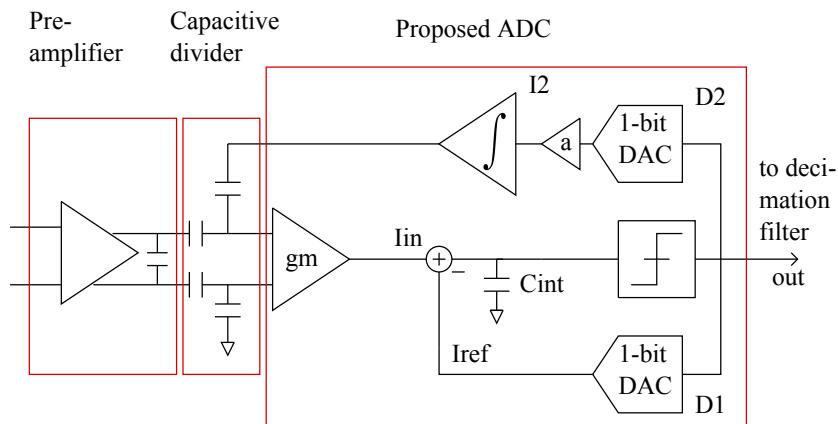 Pre-
amplifier
Capacitive
divider
Proposed ADC
I2
D2
1-bit
DAC
a
∫
to deci-
mation
filter
gm
Iin
+
−
Cint
out
Iref
1-bit
DAC
D1